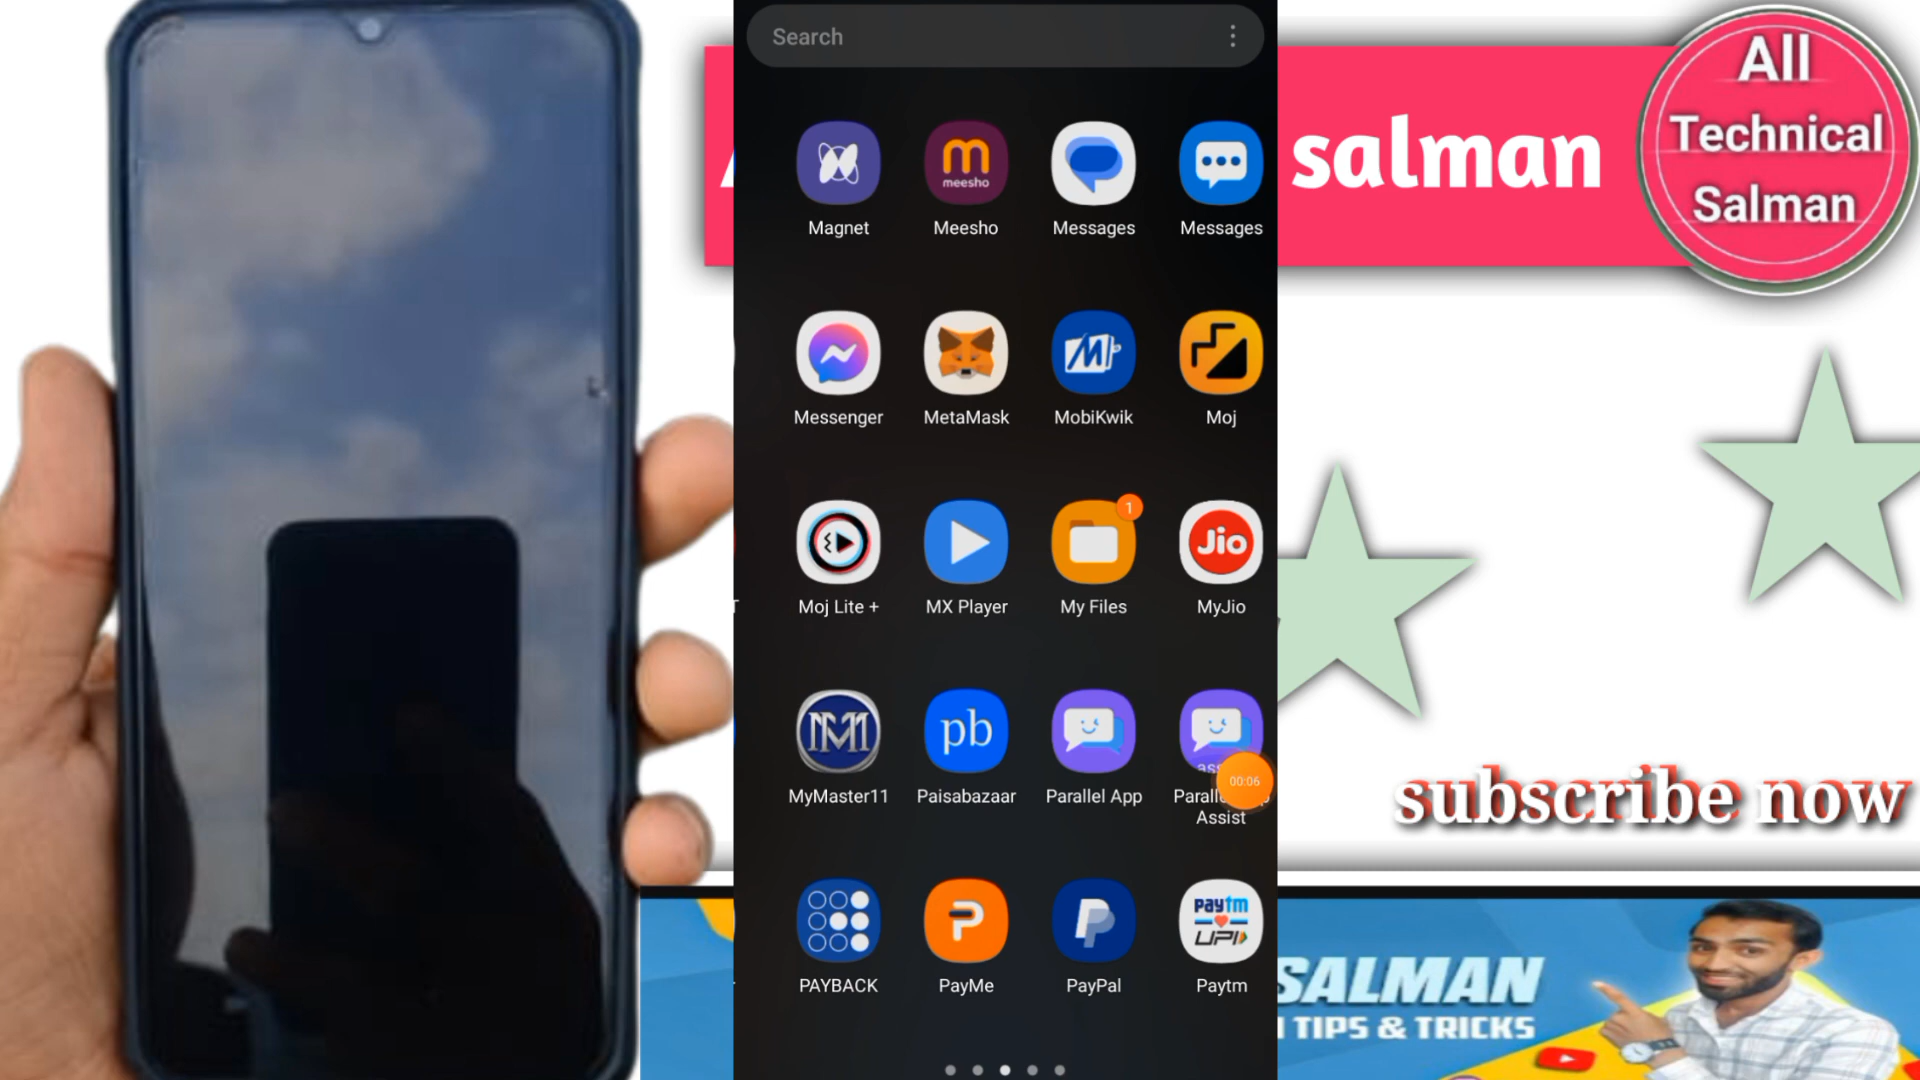 Search
salman
All
Technical
Salman
meesho
Magnet
Meesho
Messages
Messages
Messenger
MetaMask
MobiKwik
Moj
1
Jio
Moj Lite +
MX Player
My Files
MyJio
pb
MyMaster11
Paisabazaar
Parallel App
00:06
Assist
subscribe now
paytm
UPI
PAYBACK
PayMe
PayPal
Paytm
SALMAN
TIPS & TRICKS